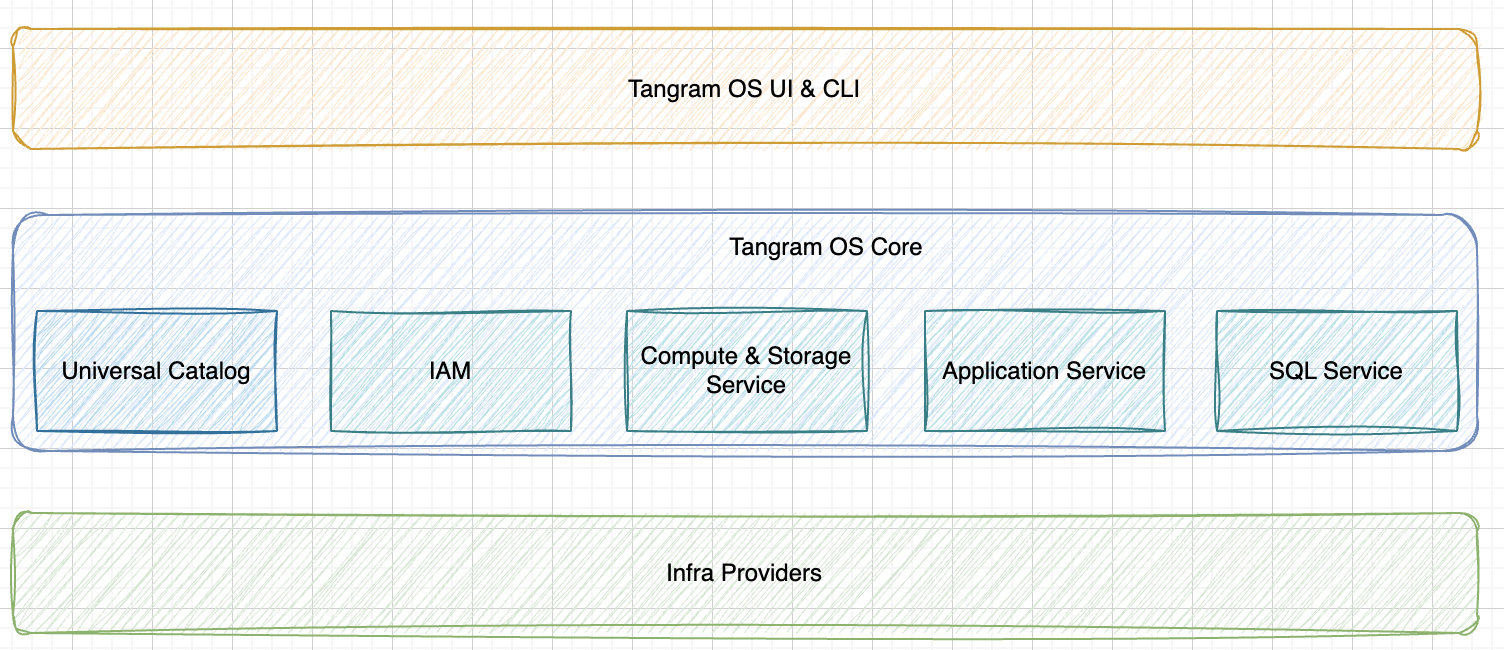 Tangram OS UI & CLI
Tangram OS Core
Universal Catalog
IAM
Compute & Storage
Service
Application Service
SQL Service
Infra Providers